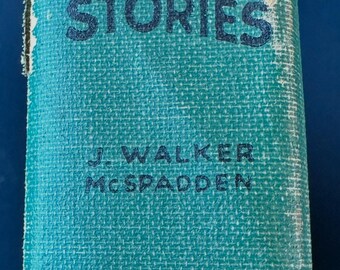 STORIES
J. WALKER
McSPADDEN